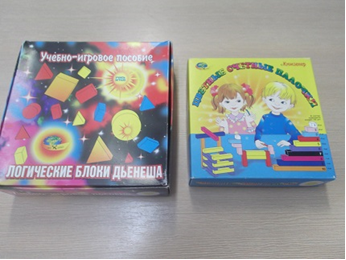 Учебно-игровое пособие
ЛОГИЧЕСКИЕ БЛОКИ ДЬЕНЕША
ЦВЕТНЫЕ СЧЕТНЫЕ ПАЛОЧКИ